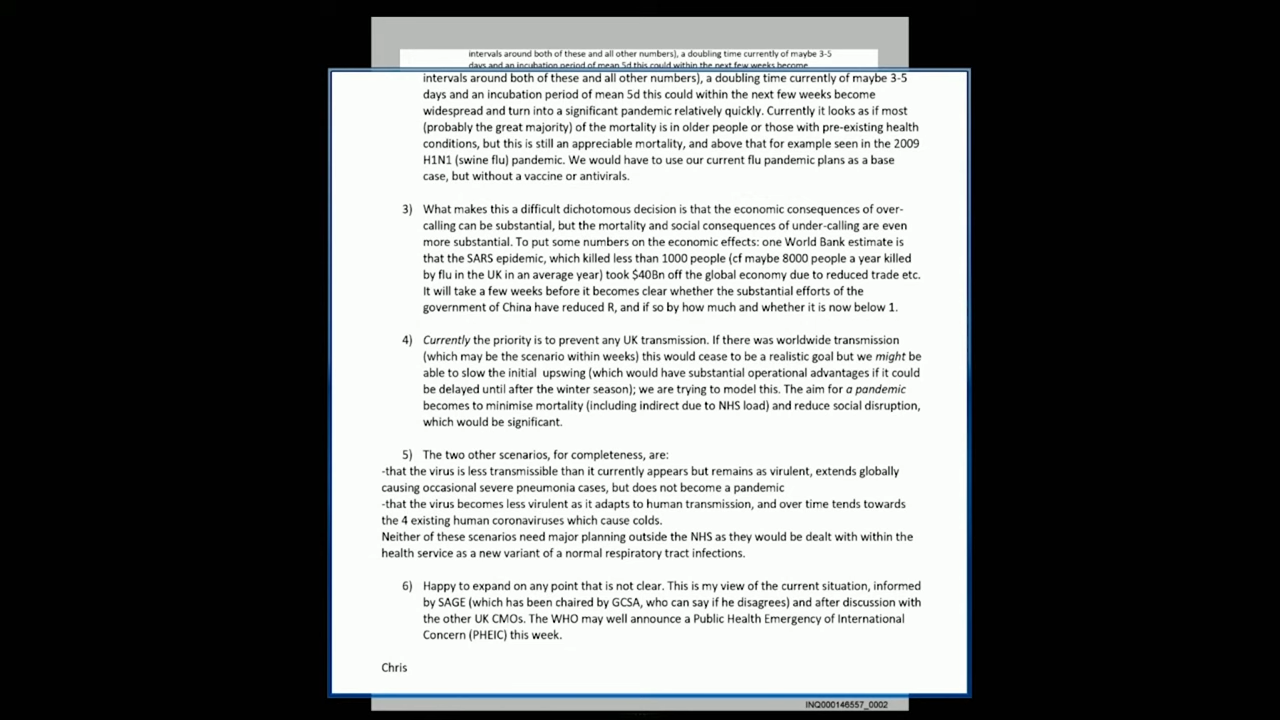 intervals around both of these and all other numbers), a doubling time currently of maybe 3-5
days and an incubation period of mean 5d this could within the next few weeks become
intervals around both of these and all other numbers), a doubling time currently of maybe 3-5
days and an incubation period of mean 5d this could within the next few weeks become
widespread and turn into a significant pandemic relatively quickly. Currently it looks as if most
(probably the great majority) of the mortality is in older people or those with pre-existing health
conditions, but this is still an appreciable mortality, and above that for example seen in the 2009
H1N1 (swine flu) pandemic. We would have to use our current flu pandemic plans as a base
case, but without a vaccine or antivirals.
3) What makes this a difficult dichotomous decision is that the economic consequences of over-
calling can be substantial, but the mortality and social consequences of under-calling are even
more substantial. To put some numbers on the economic effects: one World Bank estimate is
that the SARS epidemic, which killed less than 1000 people (cf maybe 8000 people a year killed
by flu in the UK in an average year) took $40Bn off the global economy due to reduced trade etc.
It will take a few weeks before it becomes clear whether the substantial efforts of the
government of China have reduced R, and if so by how much and whether it is now below 1.
4) Currently the priority is to prevent any UK transmission. If there was worldwide transmission
(which may be the scenario within weeks) this would cease to be a realistic goal but we might be
able to slow the initial upswing (which would have substantial operational advantages if it could
be delayed until after the winter season); we are trying to model this. The aim for a pandemic
becomes to minimise mortality (including indirect due to NHS load) and reduce social disruption,
which would be significant.
5) The two other scenarios, for completeness, are:
-that the virus is less transmissible than it currently appears but remains as virulent, extends globally
causing occasional severe pneumonia cases, but does not become a pandemic
-that the virus becomes less virulent as it adapts to human transmission, and over time tends towards
the 4 existing human coronaviruses which cause colds.
Neither of these scenarios need major planning outside the NHS as they would be dealt with within the
health service as a new variant of a normal respiratory tract infections.
6) Happy to expand on any point that is not clear. This is my view of the current situation, informed
by SAGE (which has been chaired by GCSA, who can say if he disagrees) and after discussion with
the other UK CMOs. The WHO may well announce a Public Health Emergency of International
Concern (PHEIC) this week.
Chris
INQ000146557_0002